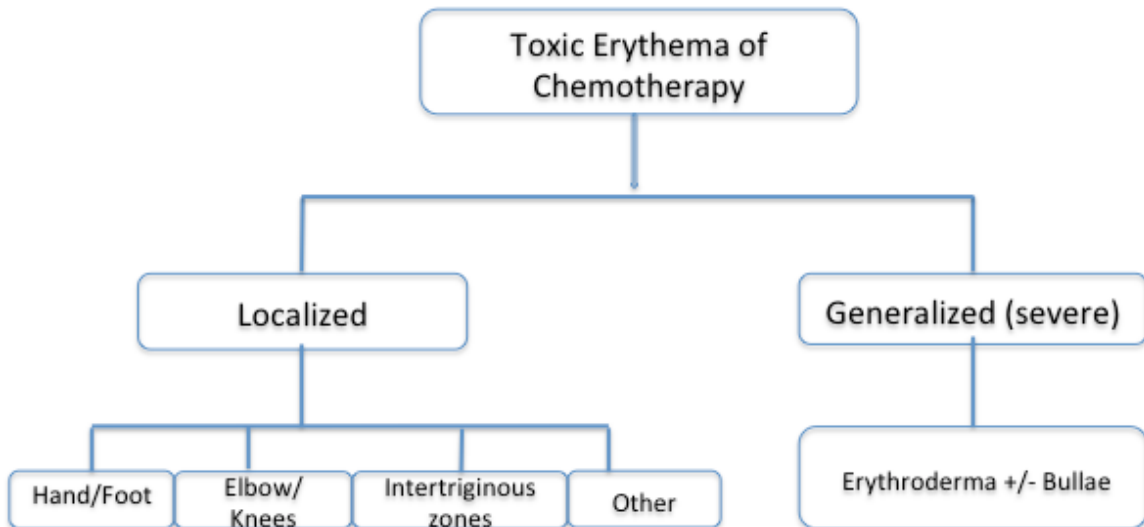 Toxic Erythema of
Chemotherapy
Localized
Generalized (severe)
Hand/Foot
Elbow/
Knees
Intertriginous
zones
Other
Erythroderma +/- Bullae